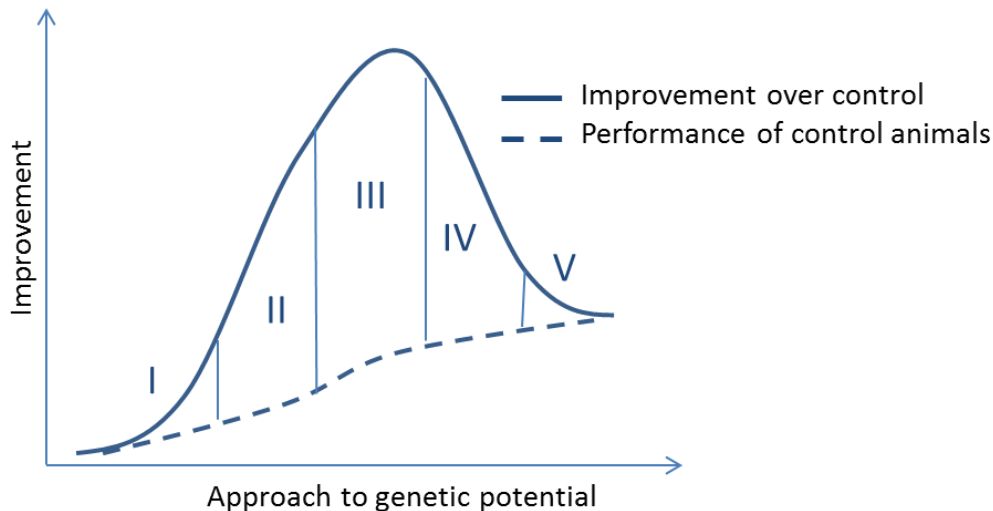 Improvement over control
Performance of control animals
III
IV
V
II
I
Improvement
Approach to genetic potential